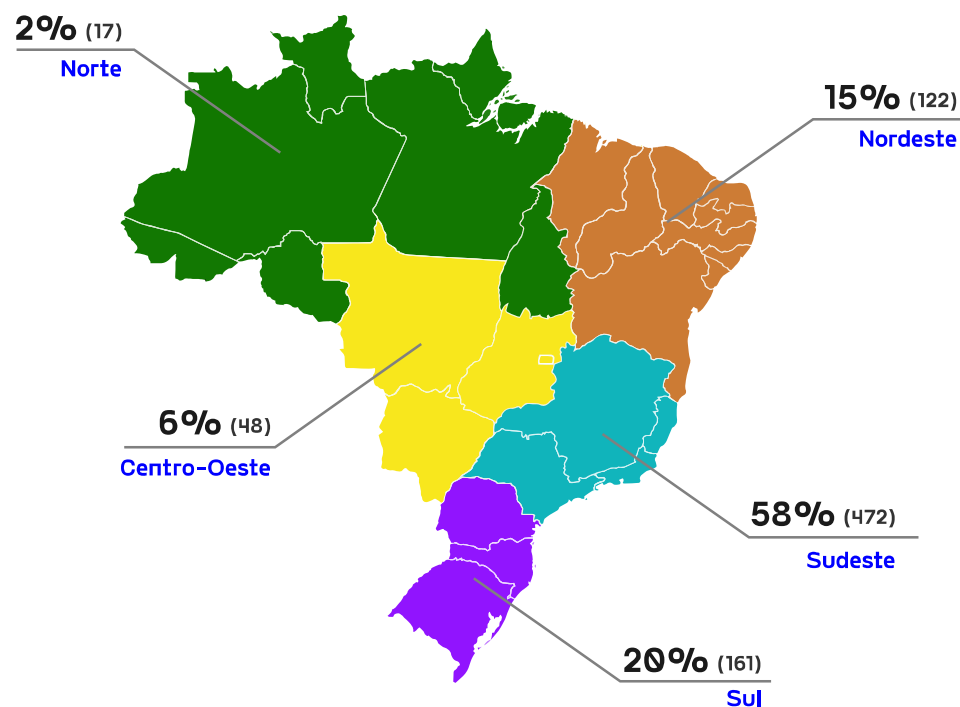 2% (17)
Norte
15% (122)
Nordeste
6% (48)
Centro-Oeste
58% (472)
Sudeste
20% (161)
Sul